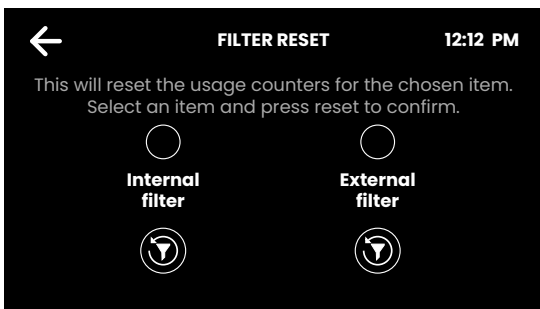 FILTER RESET 12:12 PM
This will reset the usage counters for the chosen item.
Select an item and press reset to confirm.
Internal External
filter filter